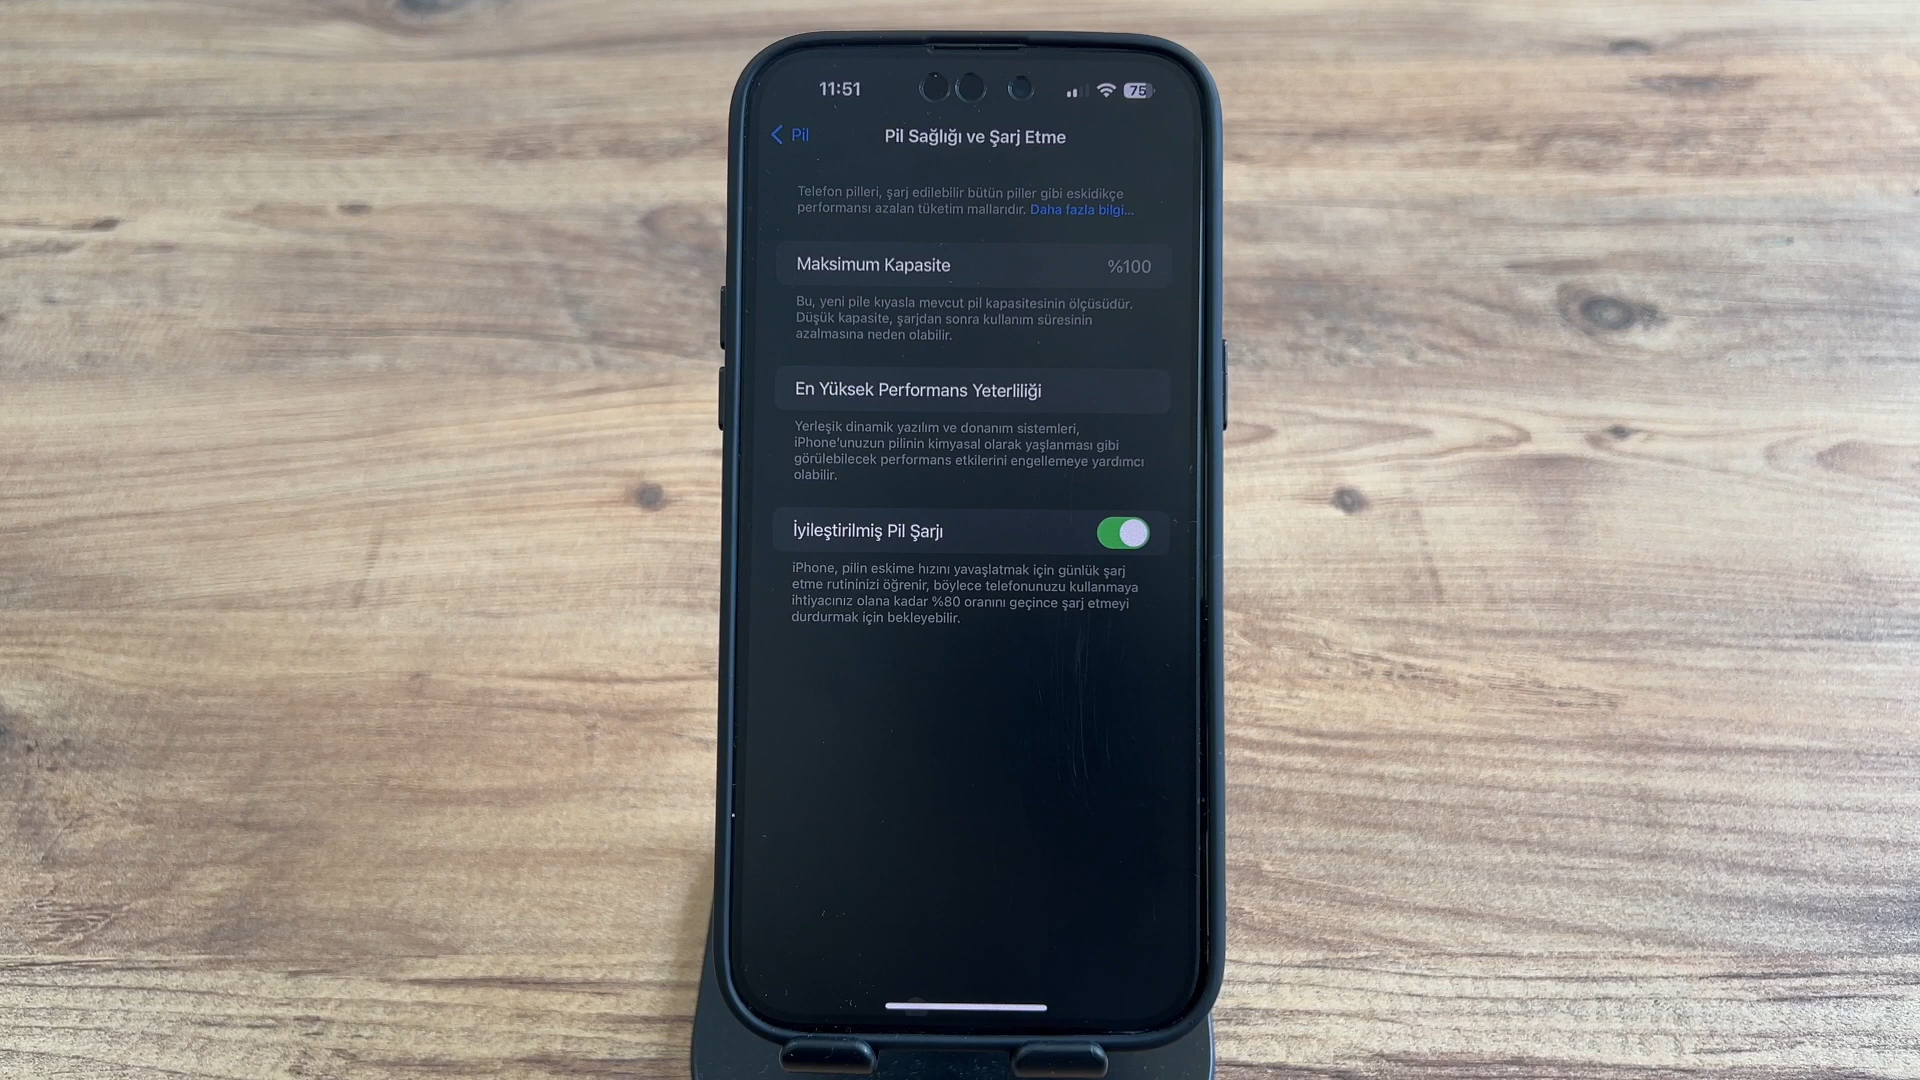 11:51
75
Pil
Pil Sağlığı ve Şarj Etme
Telefon pilleri, şarj edilebilir bütün piller gibi eskidikçe
performansı azalan tüketim mallarıdır. Daha fazla bilgi...
Maksimum Kapasite
%100
Bu, yeni pile kıyasla mevcut pil kapasitesinin ölçüsüdür.
Düşük kapasite, şarjdan sonra kullanım süresinin
azalmasına neden olabilir.
En Yüksek Performans Yeterliliği
Yerleşik dinamik yazılım ve donanım sistemleri,
iPhone'unuzun pilinin kimyasal olarak yaşlanması gibi
görülebilecek performans etkilerini engellemeye yardımcı
olabilir.
İyileştirilmiş Pil Şarjı
iPhone, pilin eskime hızını yavaşlatmak için günlük şarj
etme rutininizi öğrenir, böylece telefonunuzu kullanmaya
ihtiyacınız olana kadar %80 oranını geçince şarj etmeyi
durdurmak için bekleyebilir.